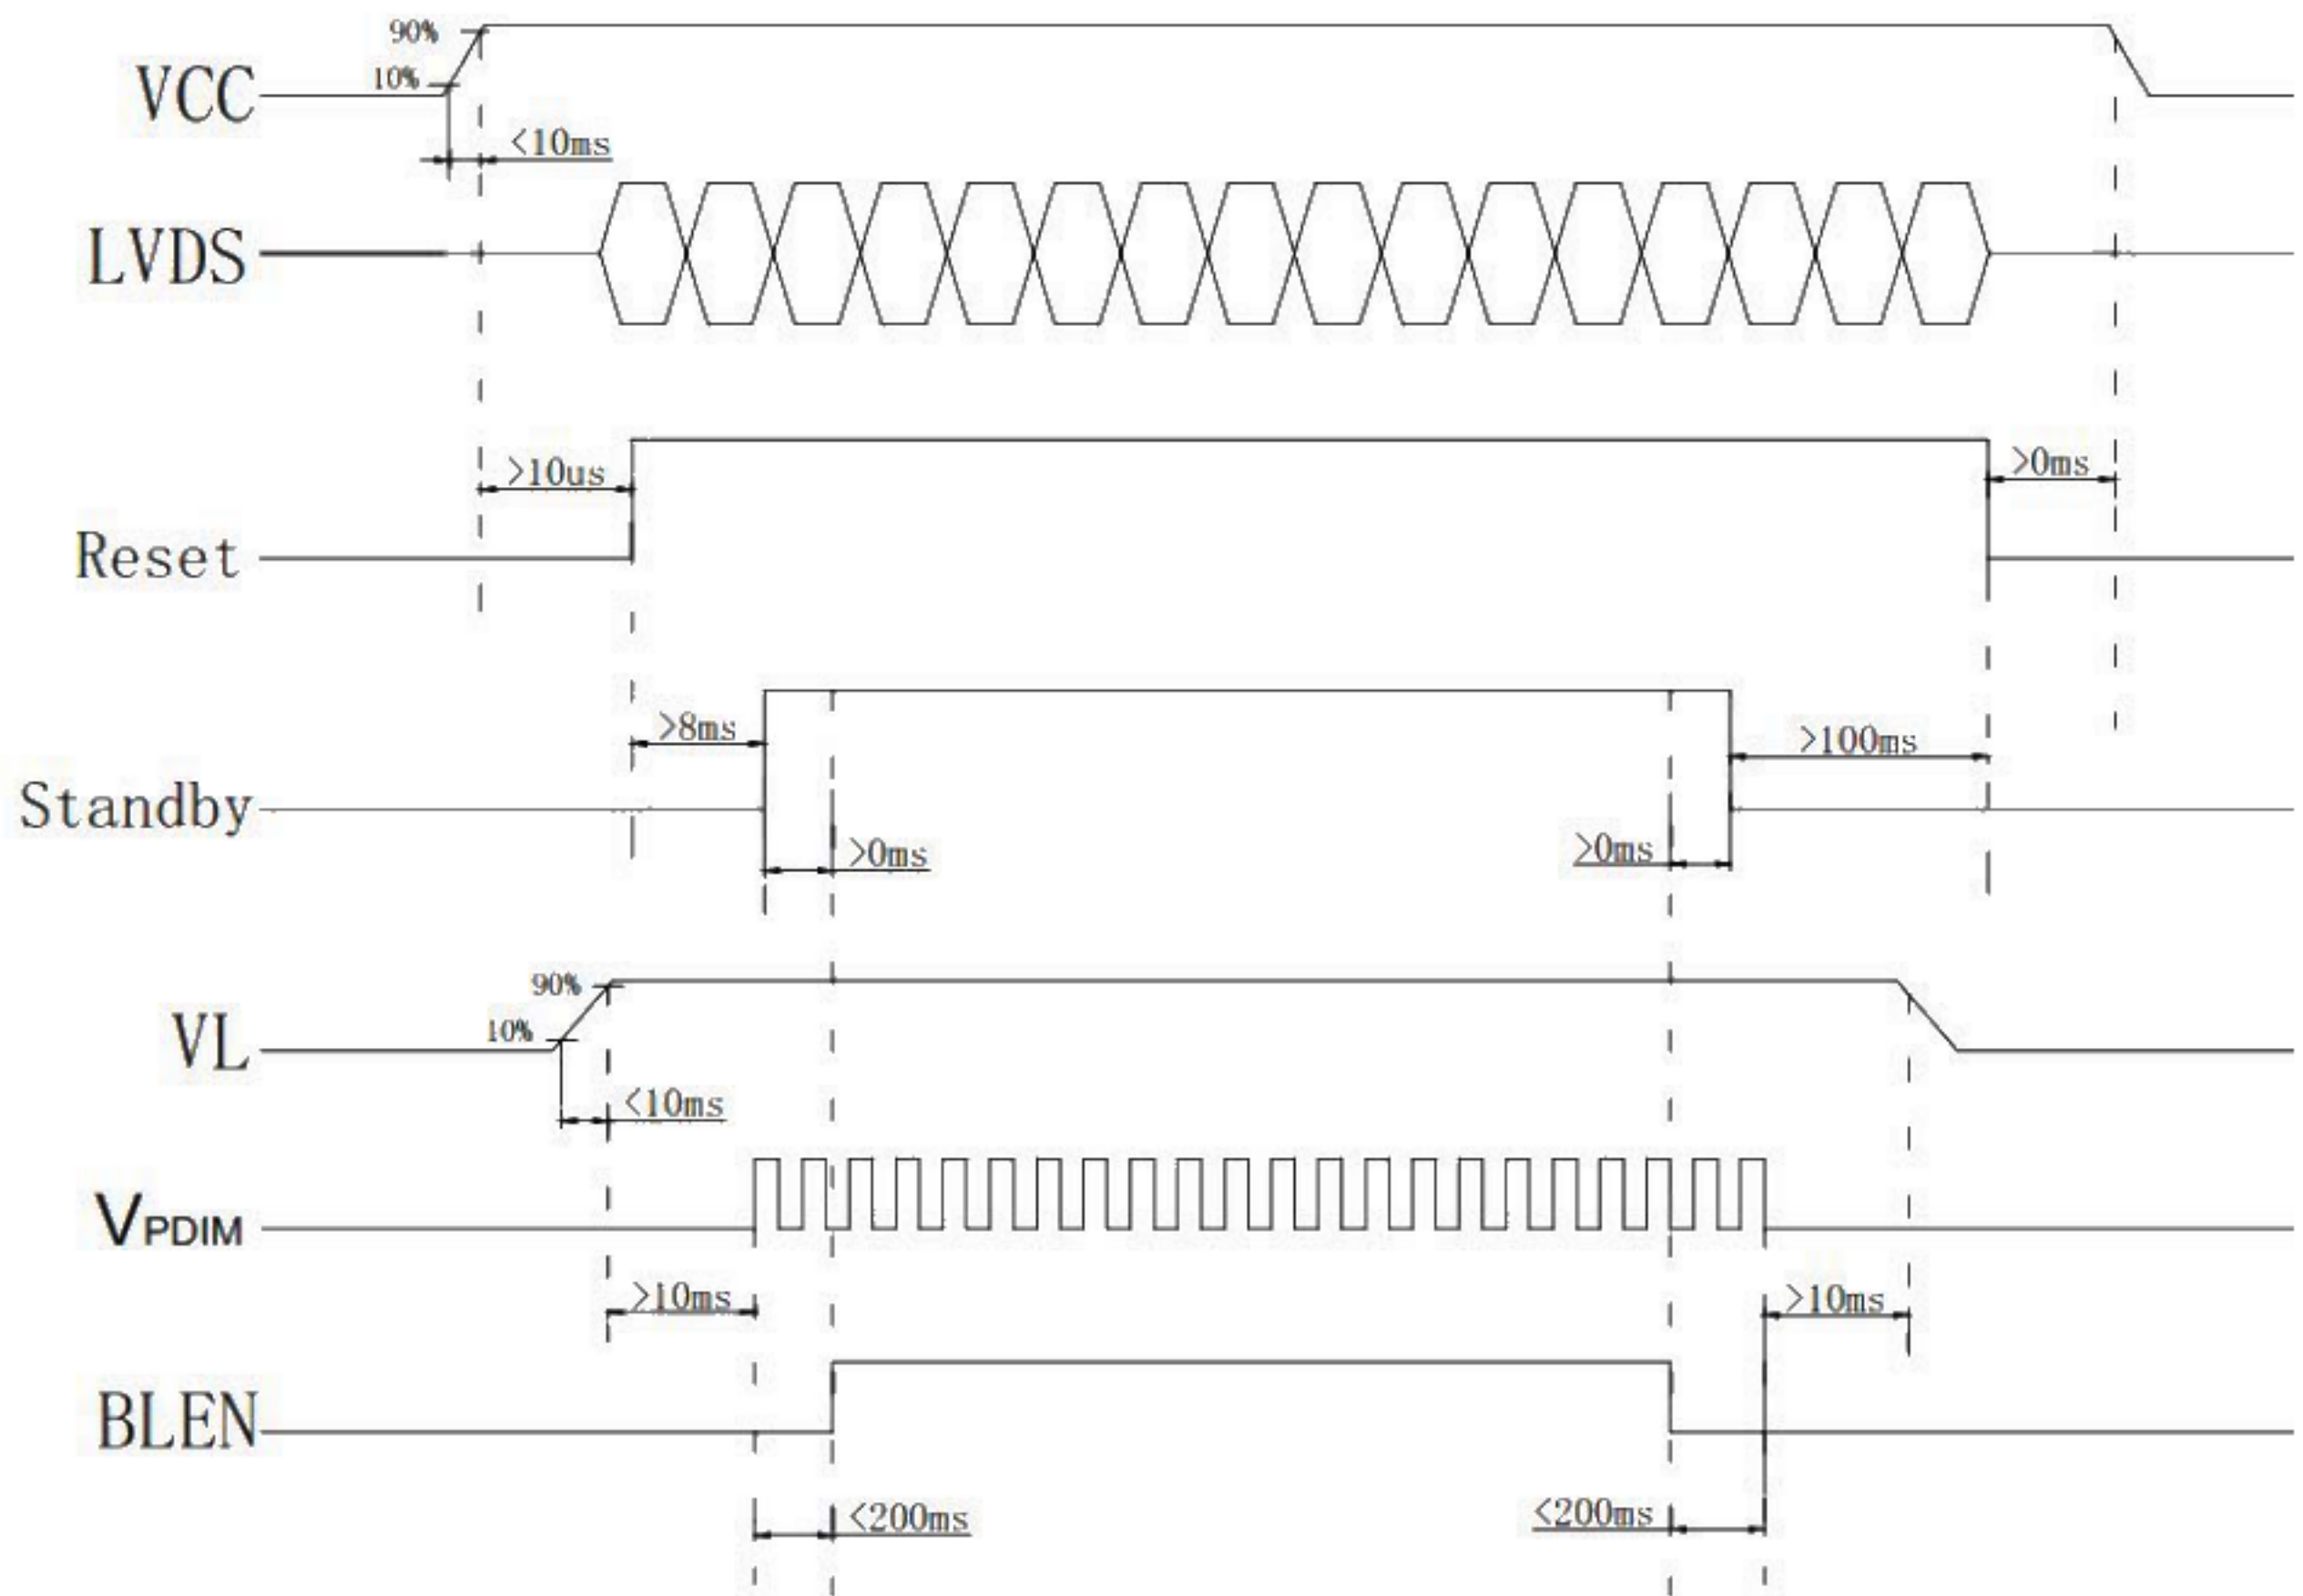 90%
10%
VCC
<10ms
LVDS
>10us
>0ms
Reset
>8ms
>100ms
Standby
>0ms
>0ms
90%
10%
VL
<10ms
VPDIM
>10ms
>10ms
BLEN
<200ms
<200ms